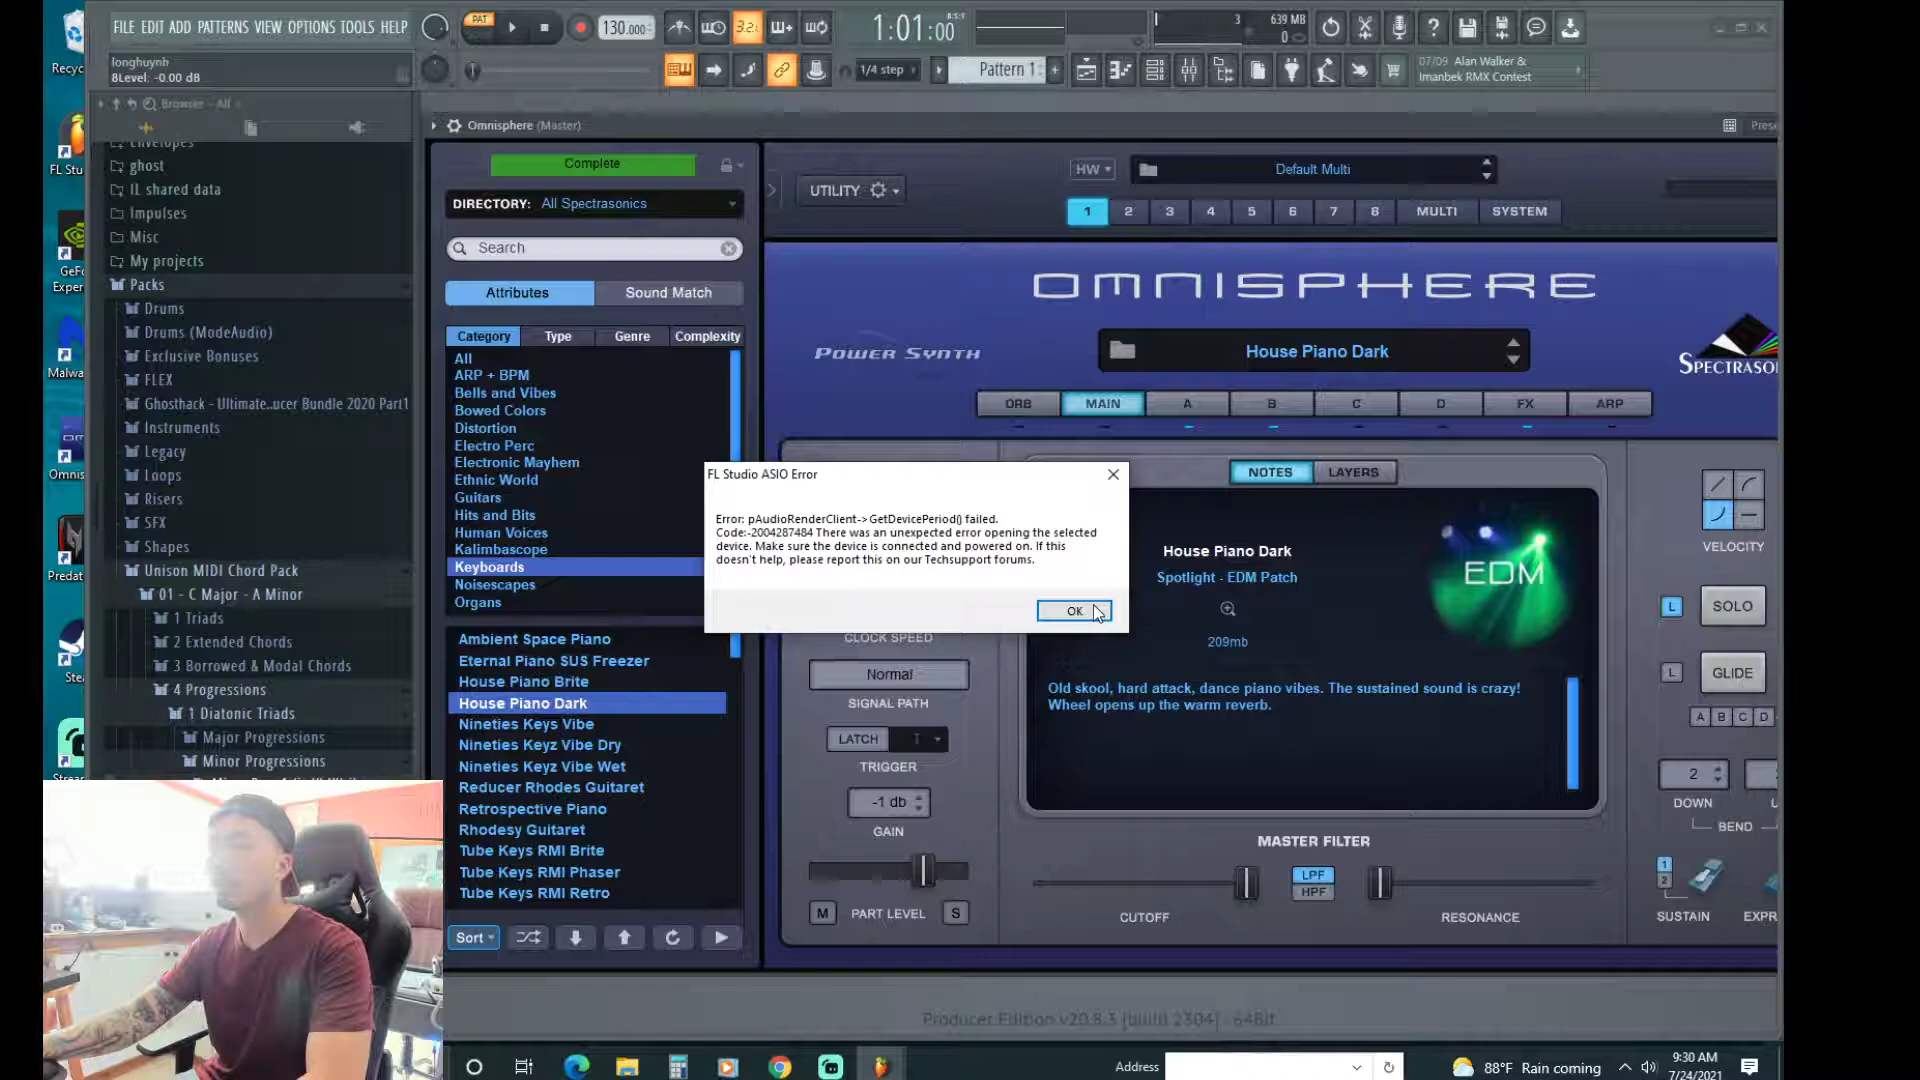 FILE EDIT ADD PATTERNS VIEW OPTIONS TOOLS HELP
PAT
130.000
3.2.
1:01:00
B:S:T
3
639 MB
0
longhuynh
8Level: -0.00 dB
1/4 step
Pattern 1
+
07/09 Alan Walker &
Imanbek RMX Contest
Browser - All
Envelopes
ghost
IL shared data
Impulses
Misc
My projects
Packs
Drums
Drums (ModeAudio)
Exclusive Bonuses
FLEX
Ghosthack - Ultimate..ucer Bundle 2020 Part1
Instruments
Legacy
Loops
Risers
SFX
Shapes
Unison MIDI Chord Pack
01 - C Major - A Minor
1 Triads
2 Extended Chords
3 Borrowed & Modal Chords
4 Progressions
1 Diatonic Triads
Major Progressions
Minor Progressions
Recyc
FL Stu
GeFo
Exper
Malwa
Omnis
Predat
Stea
Strea
Omnisphere (Master)
Prese
Complete
DIRECTORY: All Spectrasonics
Search
Attributes Sound Match
Category Type Genre Complexity
All
ARP + BPM
Bells and Vibes
Bowed Colors
Distortion
Electro Perc
Electronic Mayhem
Ethnic World
Guitars
Hits and Bits
Human Voices
Kalimbascope
Keyboards
Noisescapes
Organs
Ambient Space Piano
Eternal Piano SUS Freezer
House Piano Brite
House Piano Dark
Nineties Keys Vibe
Nineties Keyz Vibe Dry
Nineties Keyz Vibe Wet
Reducer Rhodes Guitaret
Retrospective Piano
Rhodesy Guitaret
Tube Keys RMI Brite
Tube Keys RMI Phaser
Tube Keys RMI Retro
Sort
UTILITY
HW
Default Multi
1 2 3 4 5 6 7 8 MULTI SYSTEM
OMNISPHERE
POWER SYNTH
House Piano Dark
SPECTRASO
ORB MAIN A B C D FX ARP
NOTES LAYERS
FL Studio ASIO Error
Error: pAudioRenderClient->GetDevicePeriod() failed.
Code:-2004287484 There was an unexpected error opening the selected
device. Make sure the device is connected and powered on. If this
doesn't help, please report this on our Techsupport forums.
OK
CLOCK SPEED
Normal
SIGNAL PATH
LATCH
TRIGGER
-1 db
GAIN
M PART LEVEL S
House Piano Dark
Spotlight - EDM Patch
209mb
EDM
Old skool, hard attack, dance piano vibes. The sustained sound is crazy!
Wheel opens up the warm reverb.
MASTER FILTER
LPF
HPF
CUTOFF
RESONANCE
VELOCITY
L SOLO
L GLIDE
A B C D
2
DOWN
U
BEND
1
2
SUSTAIN
EXPR
Producer Edition v20.8.3 [build 2304] - 64Bit
Address
88°F Rain coming
9:30 AM
7/24/2021